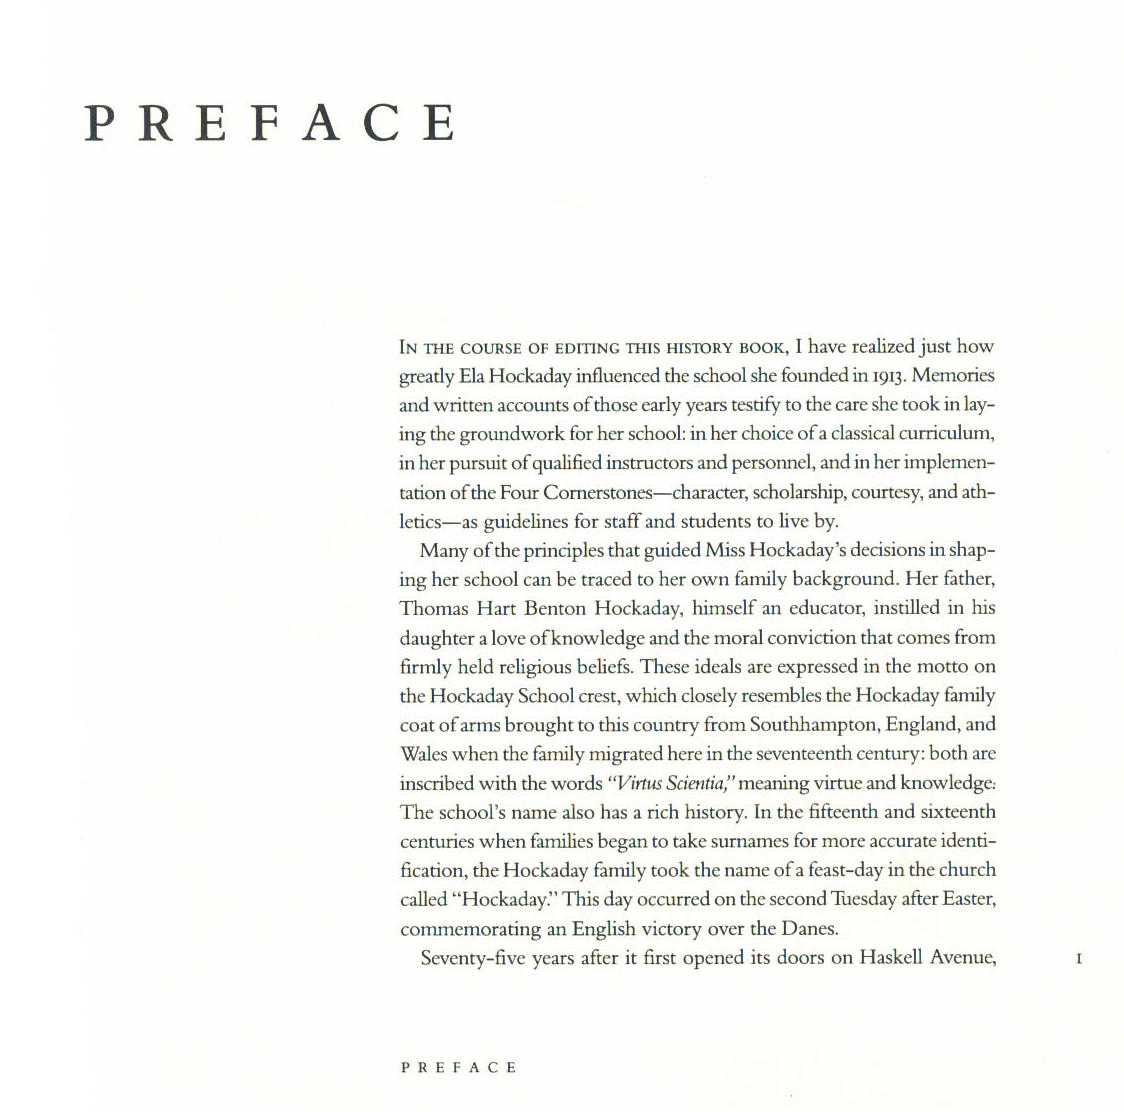 PREFACE
IN THE COURSE OF EDITING THIS HISTORY BOOK, I have realized just how
greatly Ela Hockaday influenced the school she founded in 1913. Memories
and written accounts of those early years testify to the care she took in lay-
ing the groundwork for her school: in her choice of a classical curriculum,
in her pursuit of qualified instructors and personnel, and in her implemen-
tation of the Four Cornerstones—character, scholarship, courtesy, and ath-
letics—as guidelines for staff and students to live by.
Many of the principles that guided Miss Hockaday's decisions in shap-
ing her school can be traced to her own family background. Her father,
Thomas Hart Benton Hockaday, himself an educator, instilled in his
daughter a love of knowledge and the moral conviction that comes from
firmly held religious beliefs. These ideals are expressed in the motto on
the Hockaday School crest, which closely resembles the Hockaday family
coat of arms brought to this country from Southhampton, England, and
Wales when the family migrated here in the seventeenth century: both are
inscribed with the words "Virtus Scientia," meaning virtue and knowledge.
The school's name also has a rich history. In the fifteenth and sixteenth
centuries when families began to take surnames for more accurate identi-
fication, the Hockaday family took the name of a feast-day in the church
called "Hockaday." This day occurred on the second Tuesday after Easter,
commemorating an English victory over the Danes.
Seventy-five years after it first opened its doors on Haskell Avenue,
1
PREFACE